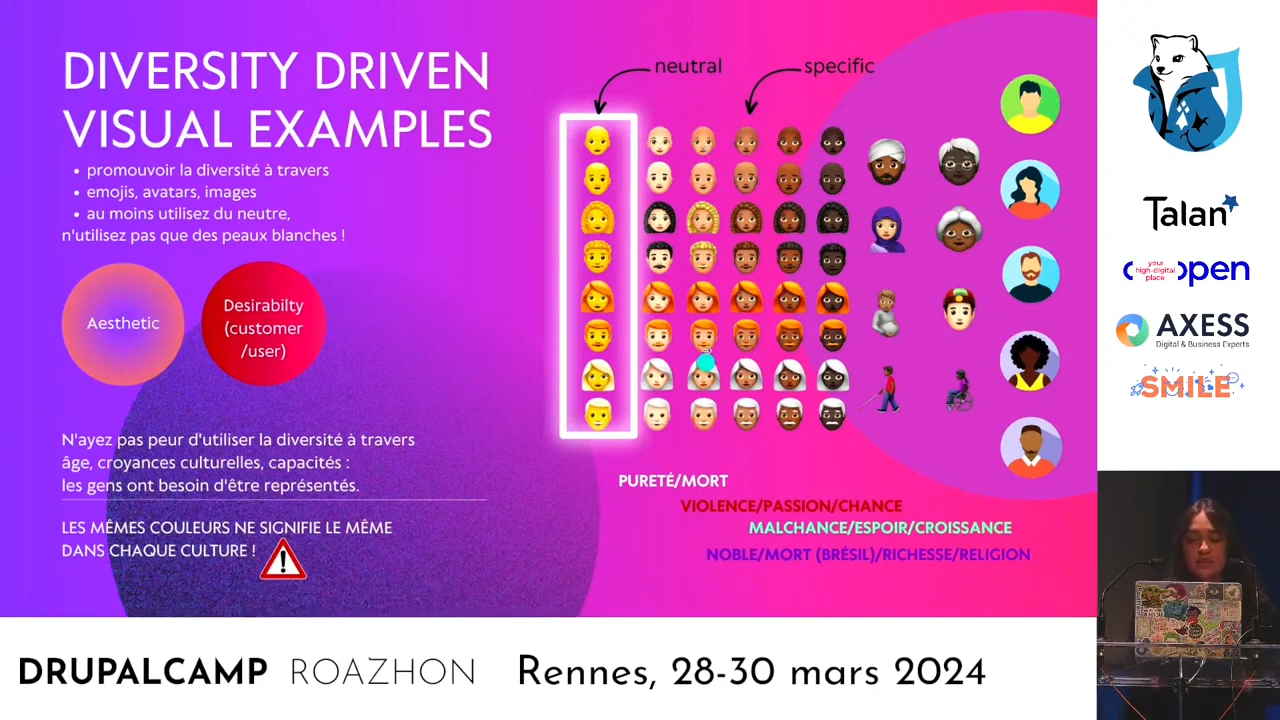 DIVERSITY DRIVEN
VISUAL EXAMPLES
• promouvoir la diversité à travers
• emojis, avatars, images
• au moins utilisez du neutre,
n'utilisez pas que des peaux blanches !
Aesthetic
Desirabilty
(customer
/user)
N'ayez pas peur d'utiliser la diversité à travers
âge, croyances culturelles, capacités :
les gens ont besoin d'être représentés.
LES MÊMES COULEURS NE SIGNIFIE LE MÊME
DANS CHAQUE CULTURE !
neutral
specific
PURETÉ/MORT
VIOLENCE/PASSION/CHANCE
MALCHANCE/ESPOIR/CROISSANCE
NOBLE/MORT (BRÉSIL)/RICHESSE/RELIGION
Talan
your
high-digital
place
open
AXESS
Digital & Business Experts
SMILE
DRUPALCAMP ROAZHON Rennes, 28-30 mars 2024